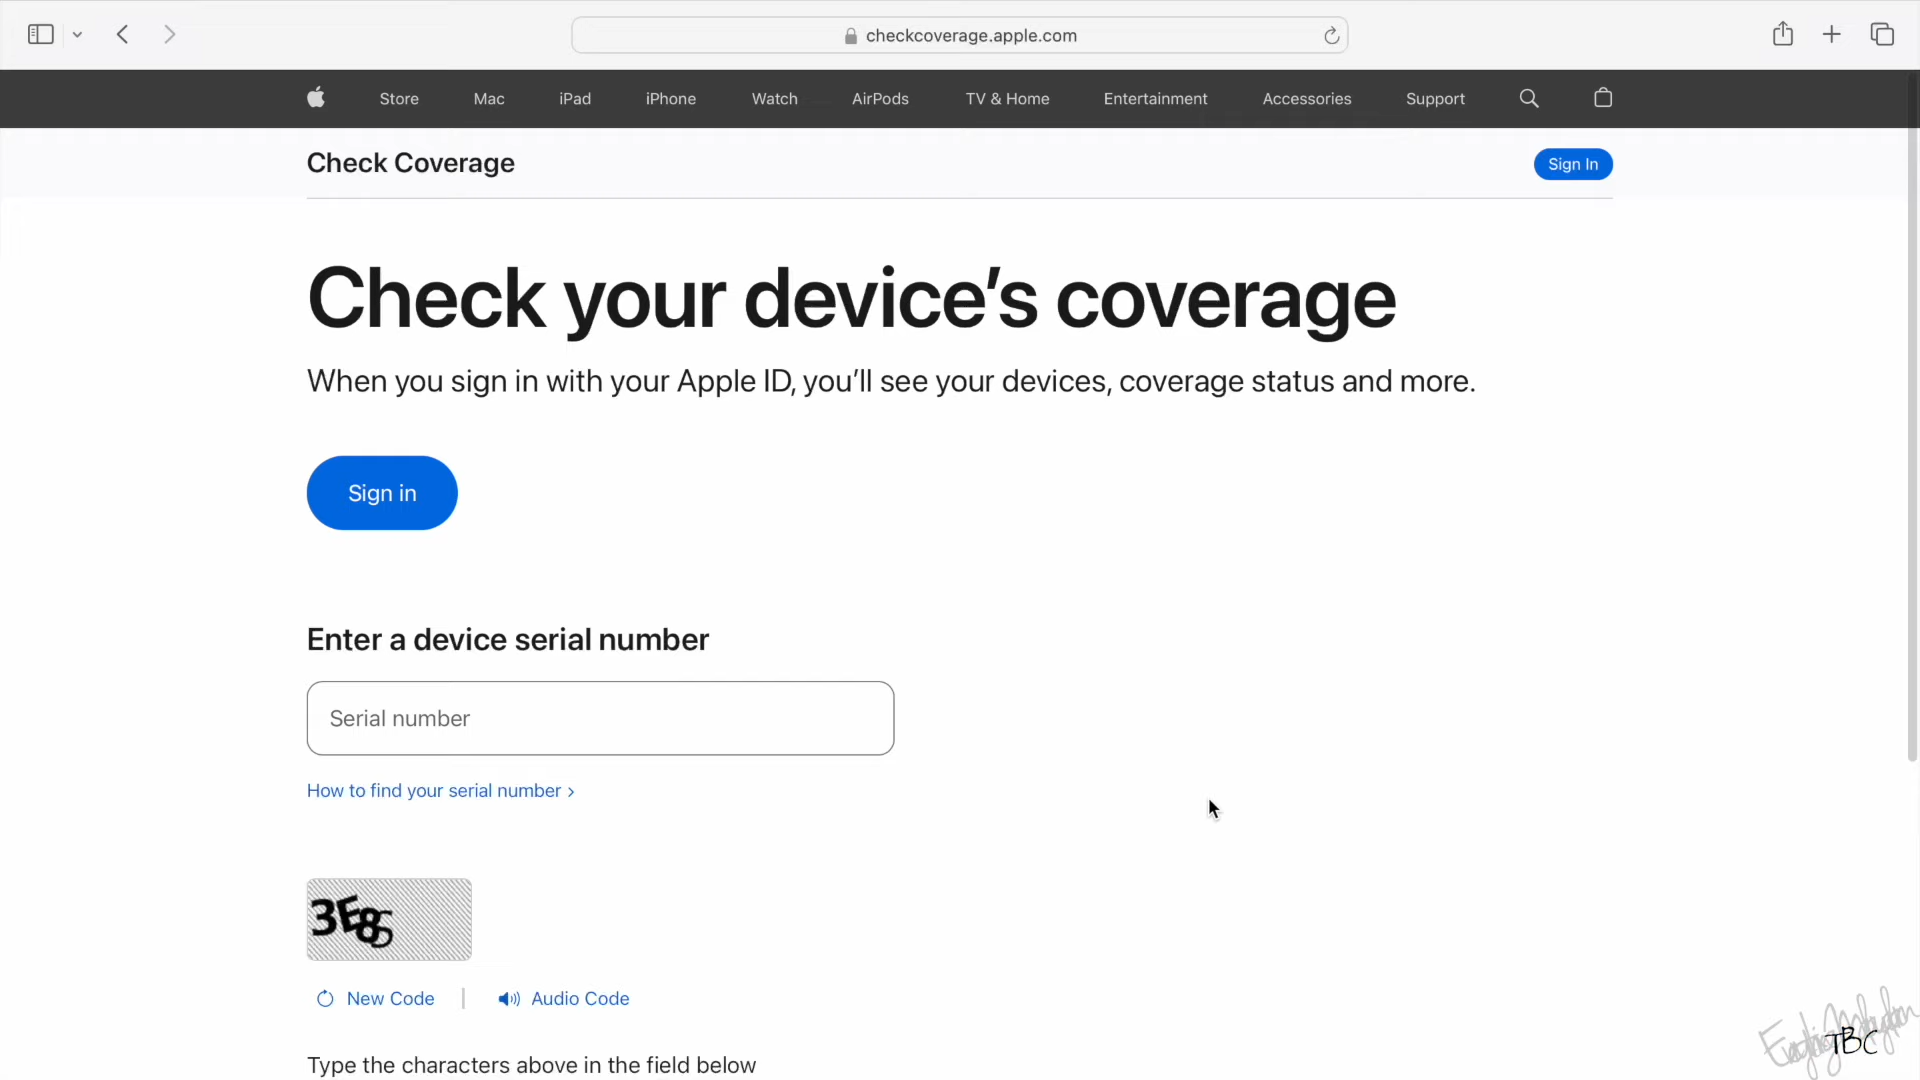 checkcoverage.apple.com
Store Mac iPad iPhone Watch AirPods TV & Home Entertainment Accessories Support
Check Coverage
Sign In
Check your device’s coverage
When you sign in with your Apple ID, you’ll see your devices, coverage status and more.
Sign in
Enter a device serial number
Serial number
How to find your serial number ›
3E85
New Code | Audio Code
TBC
Type the characters above in the field below